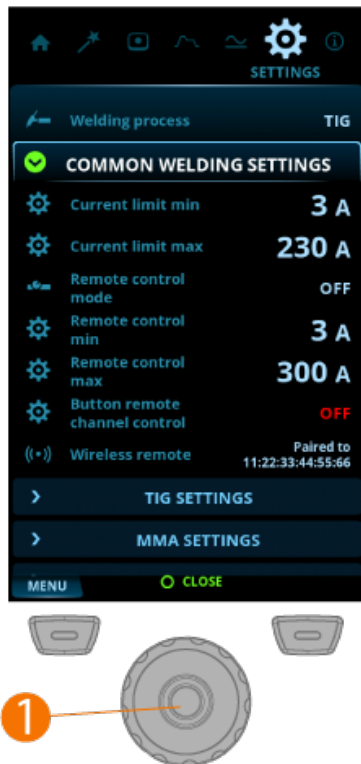 SETTINGS
Welding process TIG
COMMON WELDING SETTINGS
Current limit min 3 A
Current limit max 230 A
Remote control
mode OFF
Remote control
min 3 A
Remote control
max 300 A
Button remote
channel control OFF
Wireless remote Paired to
11:22:33:44:55:66
TIG SETTINGS
MMA SETTINGS
MENU CLOSE
1